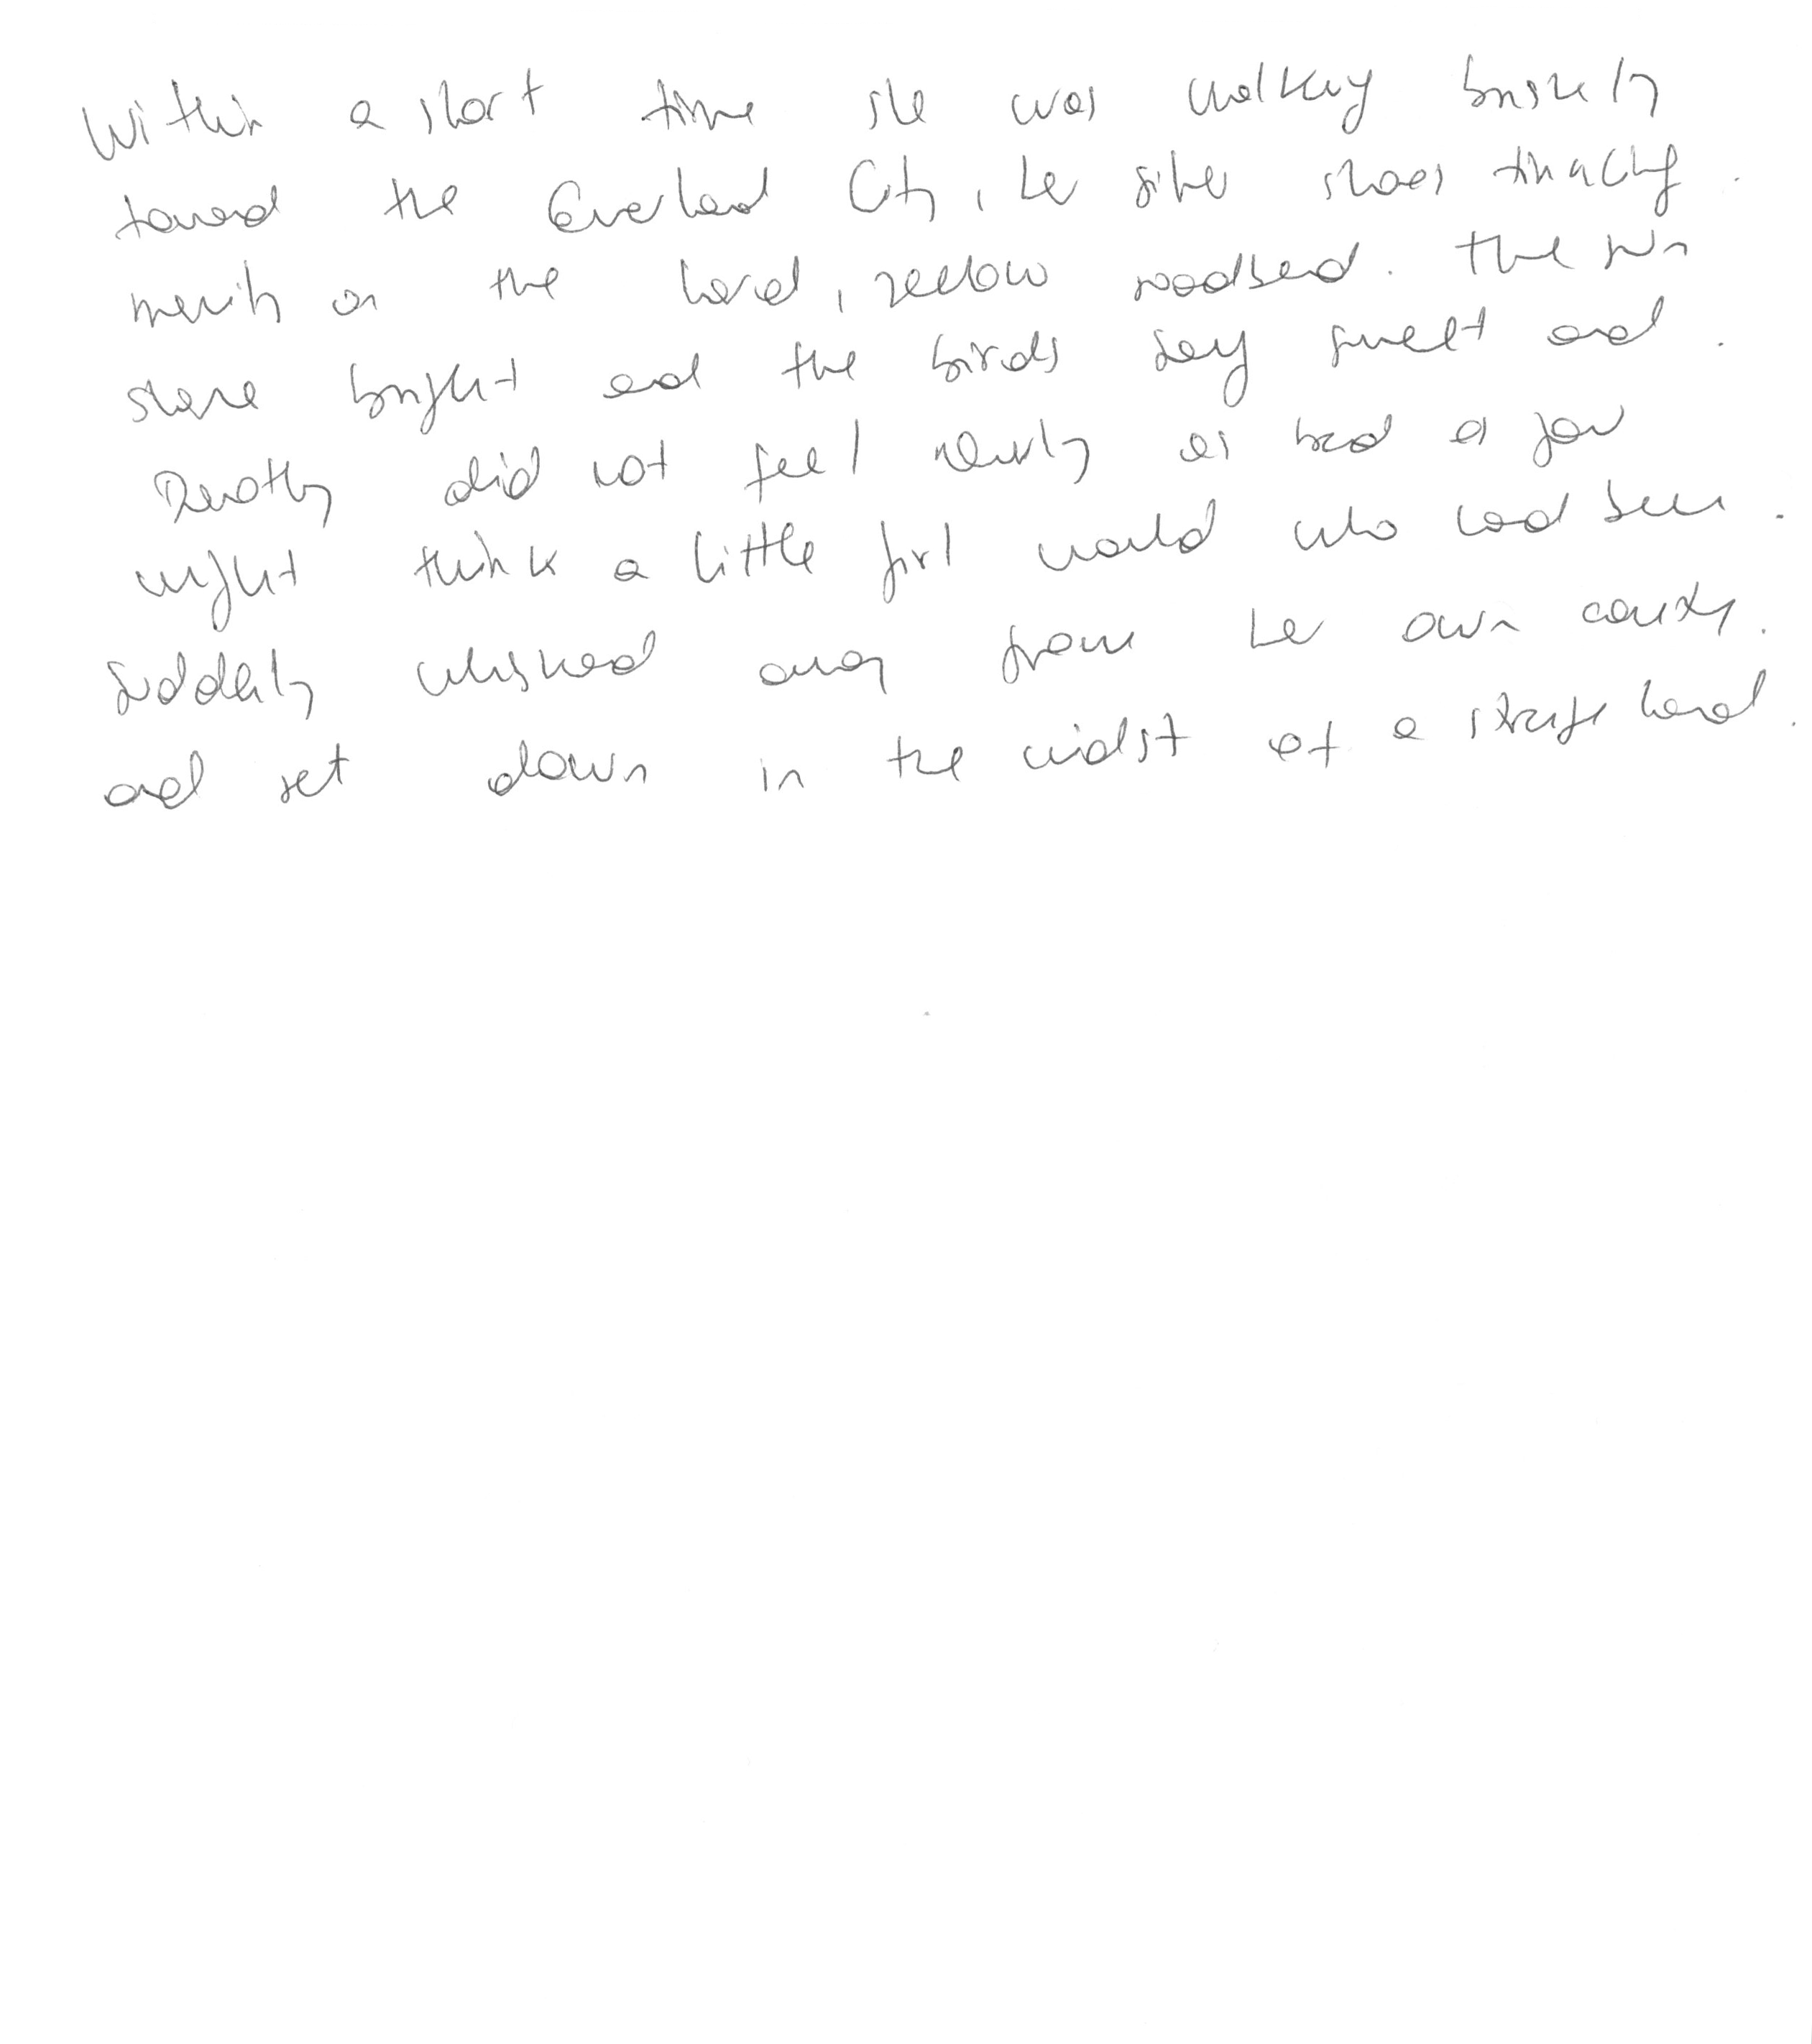 Within a short time she was walking briskly
toward the Emerald City, her silver shoes tinkling
merrily on the hard, yellow roadbed. The sun
shone bright and the birds sang sweet and
Dorothy did not feel nearly as bad as you
might think a little girl would who had been
suddenly whisked away from her own country
and set down in the midst of a strange land.